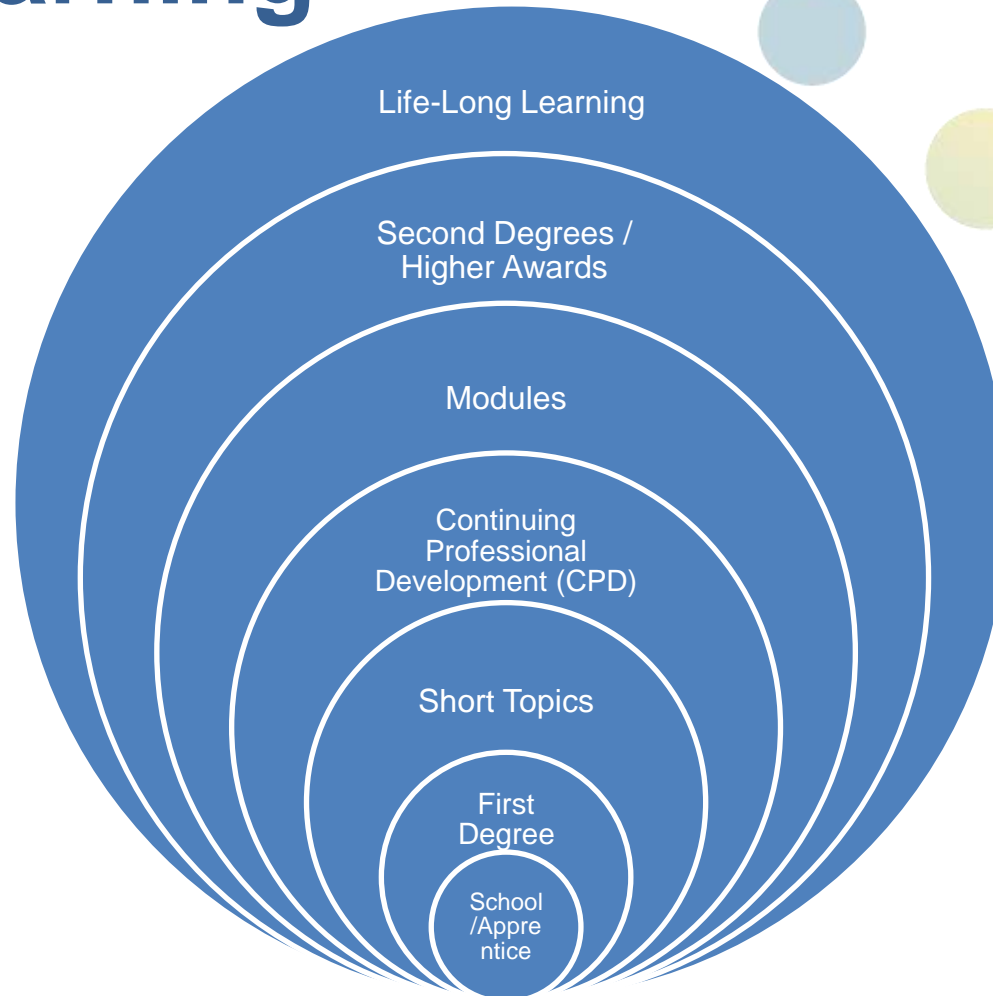 arning
Life-Long Learning
Second Degrees /
Higher Awards
Modules
Continuing
Professional
Development (CPD)
Short Topics
First
Degree
School
/Appre
ntice